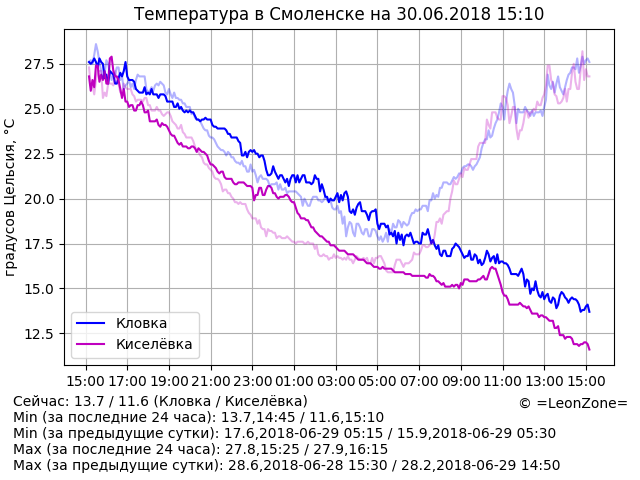 Температура в Смоленске на 30.06.2018 15:10
градусов Цельсия, °C
27.5
25.0
22.5
20.0
17.5
15.0
12.5
Кловка
Киселёвка
15:00 17:00 19:00 21:00 23:00 01:00 03:00 05:00 07:00 09:00 11:00 13:00 15:00
Сейчас: 13.7 / 11.6 (Кловка / Киселёвка)
© =LeonZone=
Min (за последние 24 часа): 13.7,14:45 / 11.6,15:10
Min (за предыдущие сутки): 17.6,2018-06-29 05:15 / 15.9,2018-06-29 05:30
Max (за последние 24 часа): 27.8,15:25 / 27.9,16:15
Max (за предыдущие сутки): 28.6,2018-06-28 15:30 / 28.2,2018-06-29 14:50